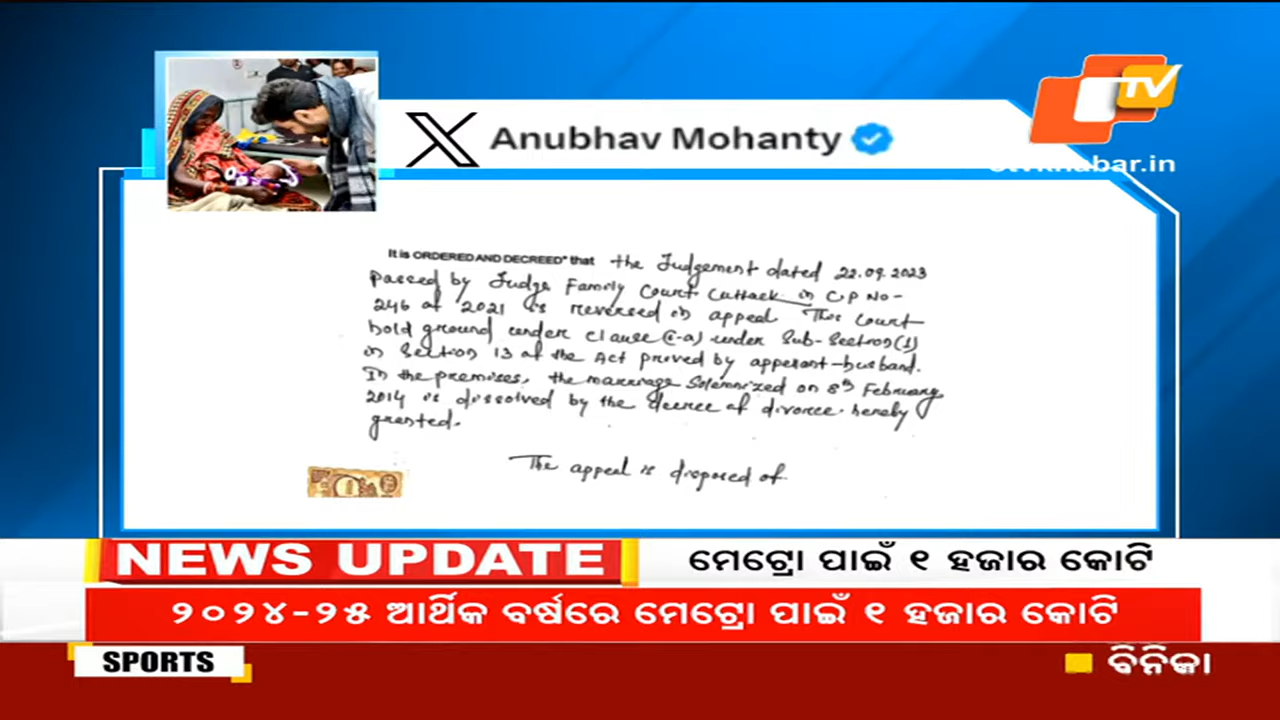 TV
X Anubhav Mohanty
otvkhabar.in
It is ORDERED AND DECREED* that the Judgement dated 22.09.2023
Passed by Judge Family Court Cuttack in C.P No-
246 of 2021 is reversed in appeal This court
hold ground under clause (i-a) under Sub-Section(1)
in Section 13 of the Act proved by apperant-husband.
In the premises, the marriage Solemnized on 8th February
2014 is dissolved by the decree of divorce hereby
granted.
The appeal is disposed of
NEWS UPDATE
ମେଟ୍ରୋ ପାଇଁ ୧ ହଜାର କୋଟି
୨୦୨୪-୨୫ ଆର୍ଥିକ ବର୍ଷରେ ମେଟ୍ରୋ ପାଇଁ ୧ ହଜାର କୋଟି
SPORTS
ବିନିକା